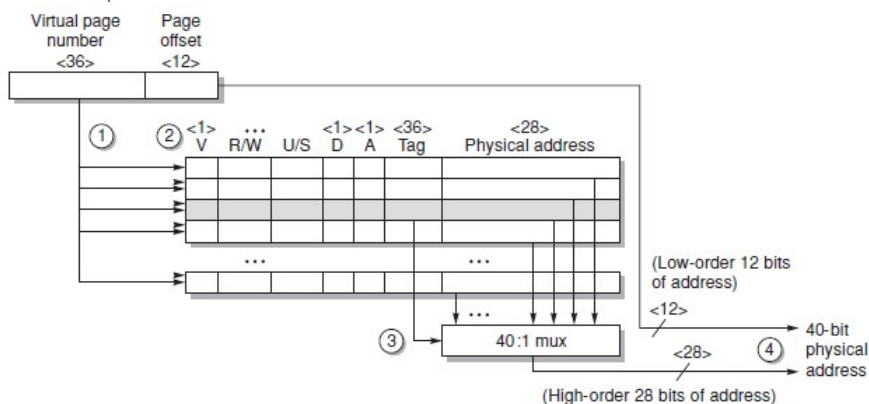 Virtual page
number
<36>
Page
offset
<12>
1
2
<1>
V
...
R/W
U/S
<1>
D
<1>
A
<36>
Tag
<28>
Physical address
...
...
...
(Low-order 12 bits
of address)
<12>
3
40:1 mux
<28>
4
40-bit
physical
address
(High-order 28 bits of address)